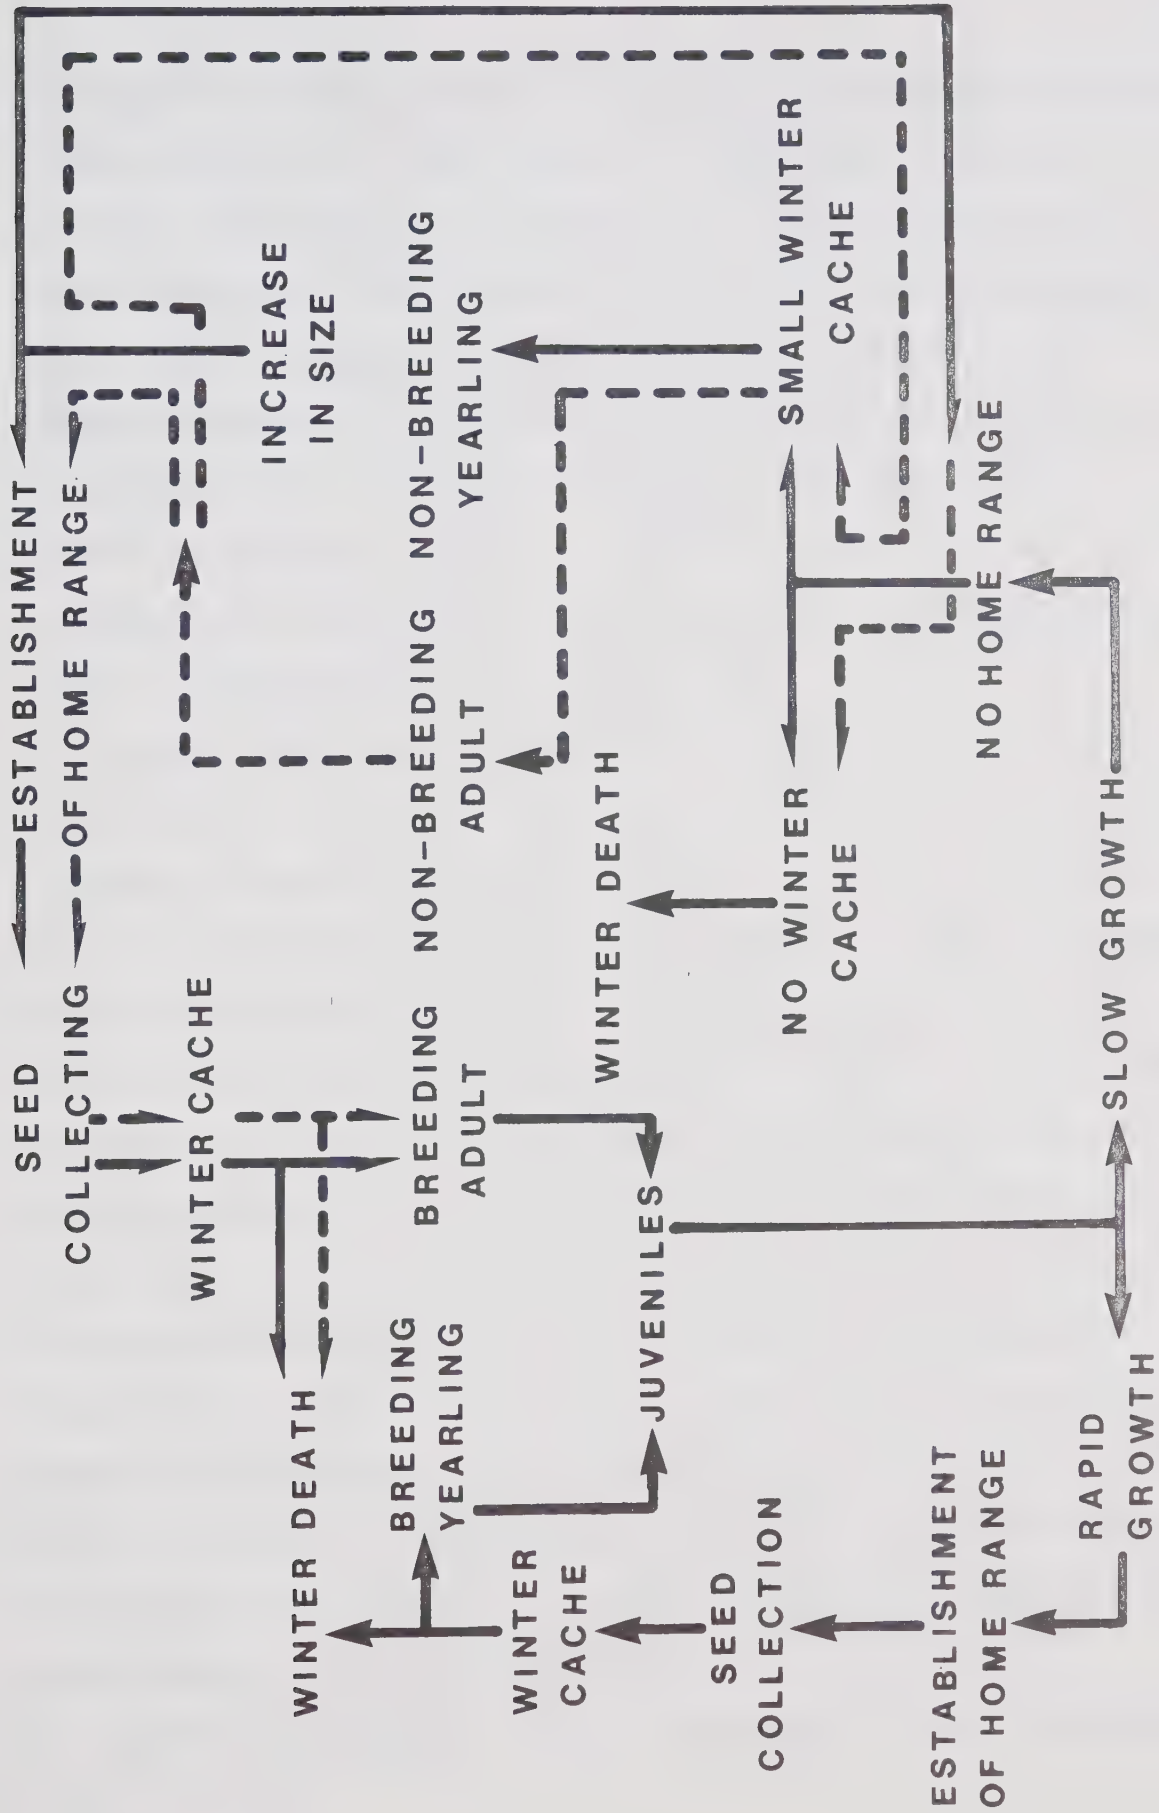 SEED
COLLECTING
ESTABLISHMENT
OF HOME RANGE
WINTER CACHE
INCREASE
IN SIZE
WINTER DEATH
BREEDING
YEARLING
BREEDING
ADULT
NON-BREEDING
ADULT
NON-BREEDING
YEARLING
WINTER
CACHE
WINTER DEATH
JUVENILES
SEED
COLLECTION
NO WINTER
CACHE
SMALL WINTER
CACHE
ESTABLISHMENT
OF HOME RANGE
NO HOME RANGE
RAPID
GROWTH
SLOW GROWTH